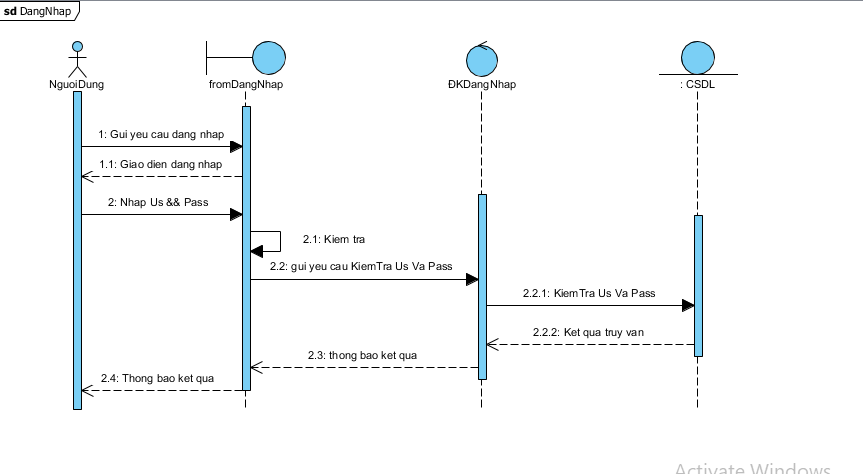 sd DangNhap
NguoiDung
fromDangNhap
ĐKDangNhap
: CSDL
1: Gui yeu cau dang nhap
1.1: Giao dien dang nhap
2: Nhap Us && Pass
2.1: Kiem tra
2.2: gui yeu cau KiemTra Us Va Pass
2.2.1: KiemTra Us Va Pass
2.2.2: Ket qua truy van
2.3: thong bao ket qua
2.4: Thong bao ket qua
Activate Windows